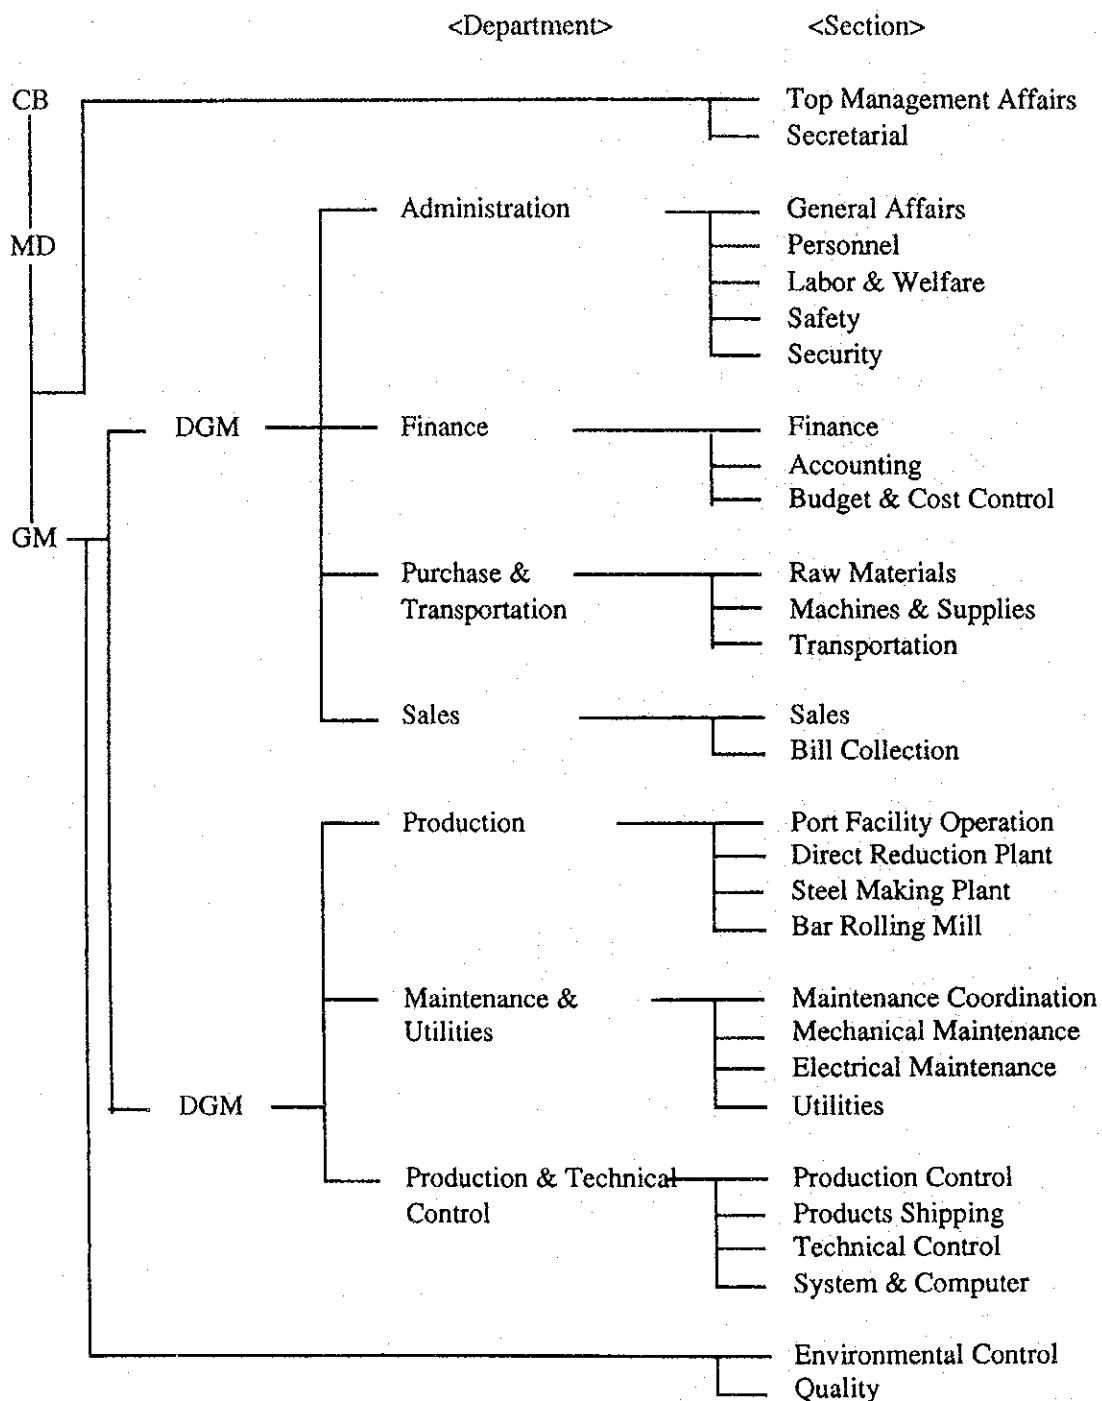 <Department> <Section>
CB Top Management Affairs
Secretarial
Administration General Affairs
MD Personnel
Labor & Welfare
Safety
Security
DGM Finance Finance
Accounting
Budget & Cost Control
GM
Purchase & Raw Materials
Transportation Machines & Supplies
Transportation
Sales Sales
Bill Collection
Production Port Facility Operation
Direct Reduction Plant
Steel Making Plant
Bar Rolling Mill
Maintenance & Maintenance Coordination
Utilities Mechanical Maintenance
Electrical Maintenance
DGM Utilities
Production & Technical Production Control
Control Products Shipping
Technical Control
System & Computer
Environmental Control
Quality